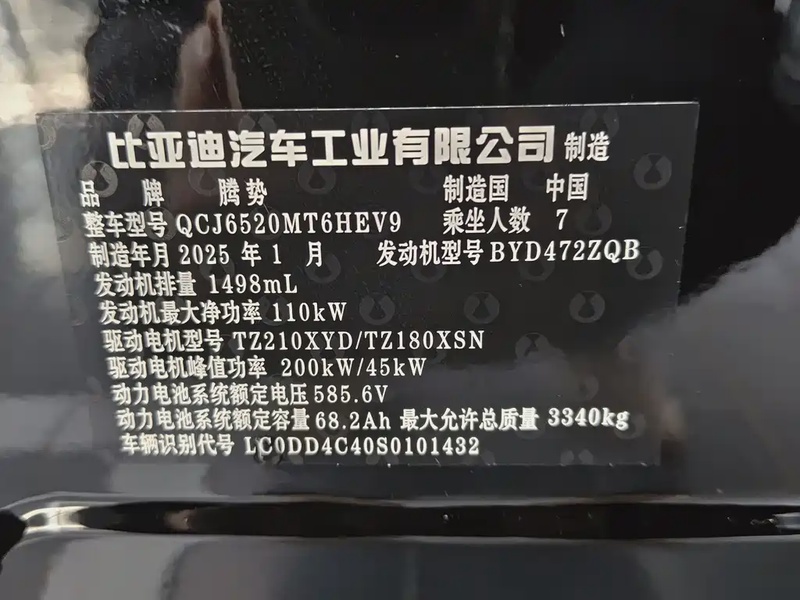 比亚迪汽车工业有限公司 制造
品 牌 腾势 制造国 中国
整车型号 QCJ6520MT6HEV9 乘坐人数 7
制造年月 2025 年 1 月 发动机型号 BYD472ZQB
发动机排量 1498mL
发动机最大净功率 110kW
驱动电机型号 TZ210XYD/TZ180XSN
驱动电机峰值功率 200kW/45kW
动力电池系统额定电压 585.6V
动力电池系统额定容量 68.2Ah 最大允许总质量 3340kg
车辆识别代号 LC0DD4C40S0101432